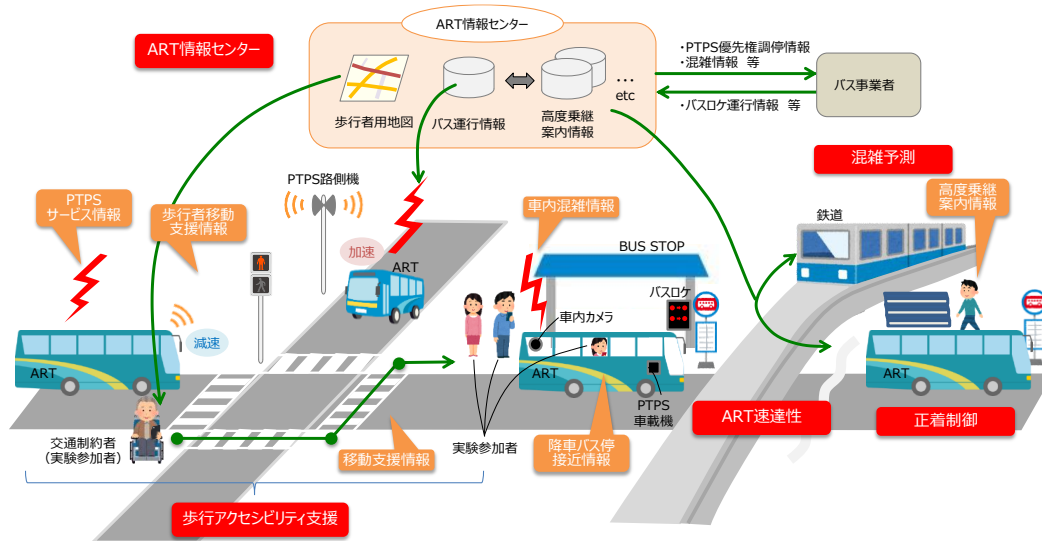 ART情報センター
ART情報センター
歩行者用地図
バス運行情報
高度乗継
案内情報
…
etc
・PTPS優先権調停情報
・混雑情報 等
・バスロケ運行情報 等
バス事業者
混雑予測
PTPS
サービス情報
歩行者移動
支援情報
PTPS路側機
車内混雑情報
高度乗継
案内情報
鉄道
加速
ART
BUS STOP
バスロケ
車内カメラ
減速
ART
ART
PTPS
車載機
ART
ART速達性
正着制御
交通制約者
（実験参加者）
移動支援情報
実験参加者
降車バス停
接近情報
歩行アクセシビリティ支援